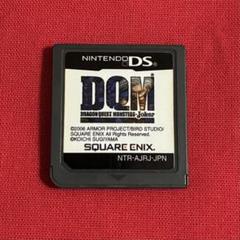 NINTENDO DS
DQM
DRAGON QUEST MONSTERS Joker
©2006 ARMOR PROJECT/BIRD STUDIO/
SQUARE ENIX All Rights Reserved.
©KOICHI SUGIYAMA
SQUARE ENIX.
NTR-AJRJ-JPN